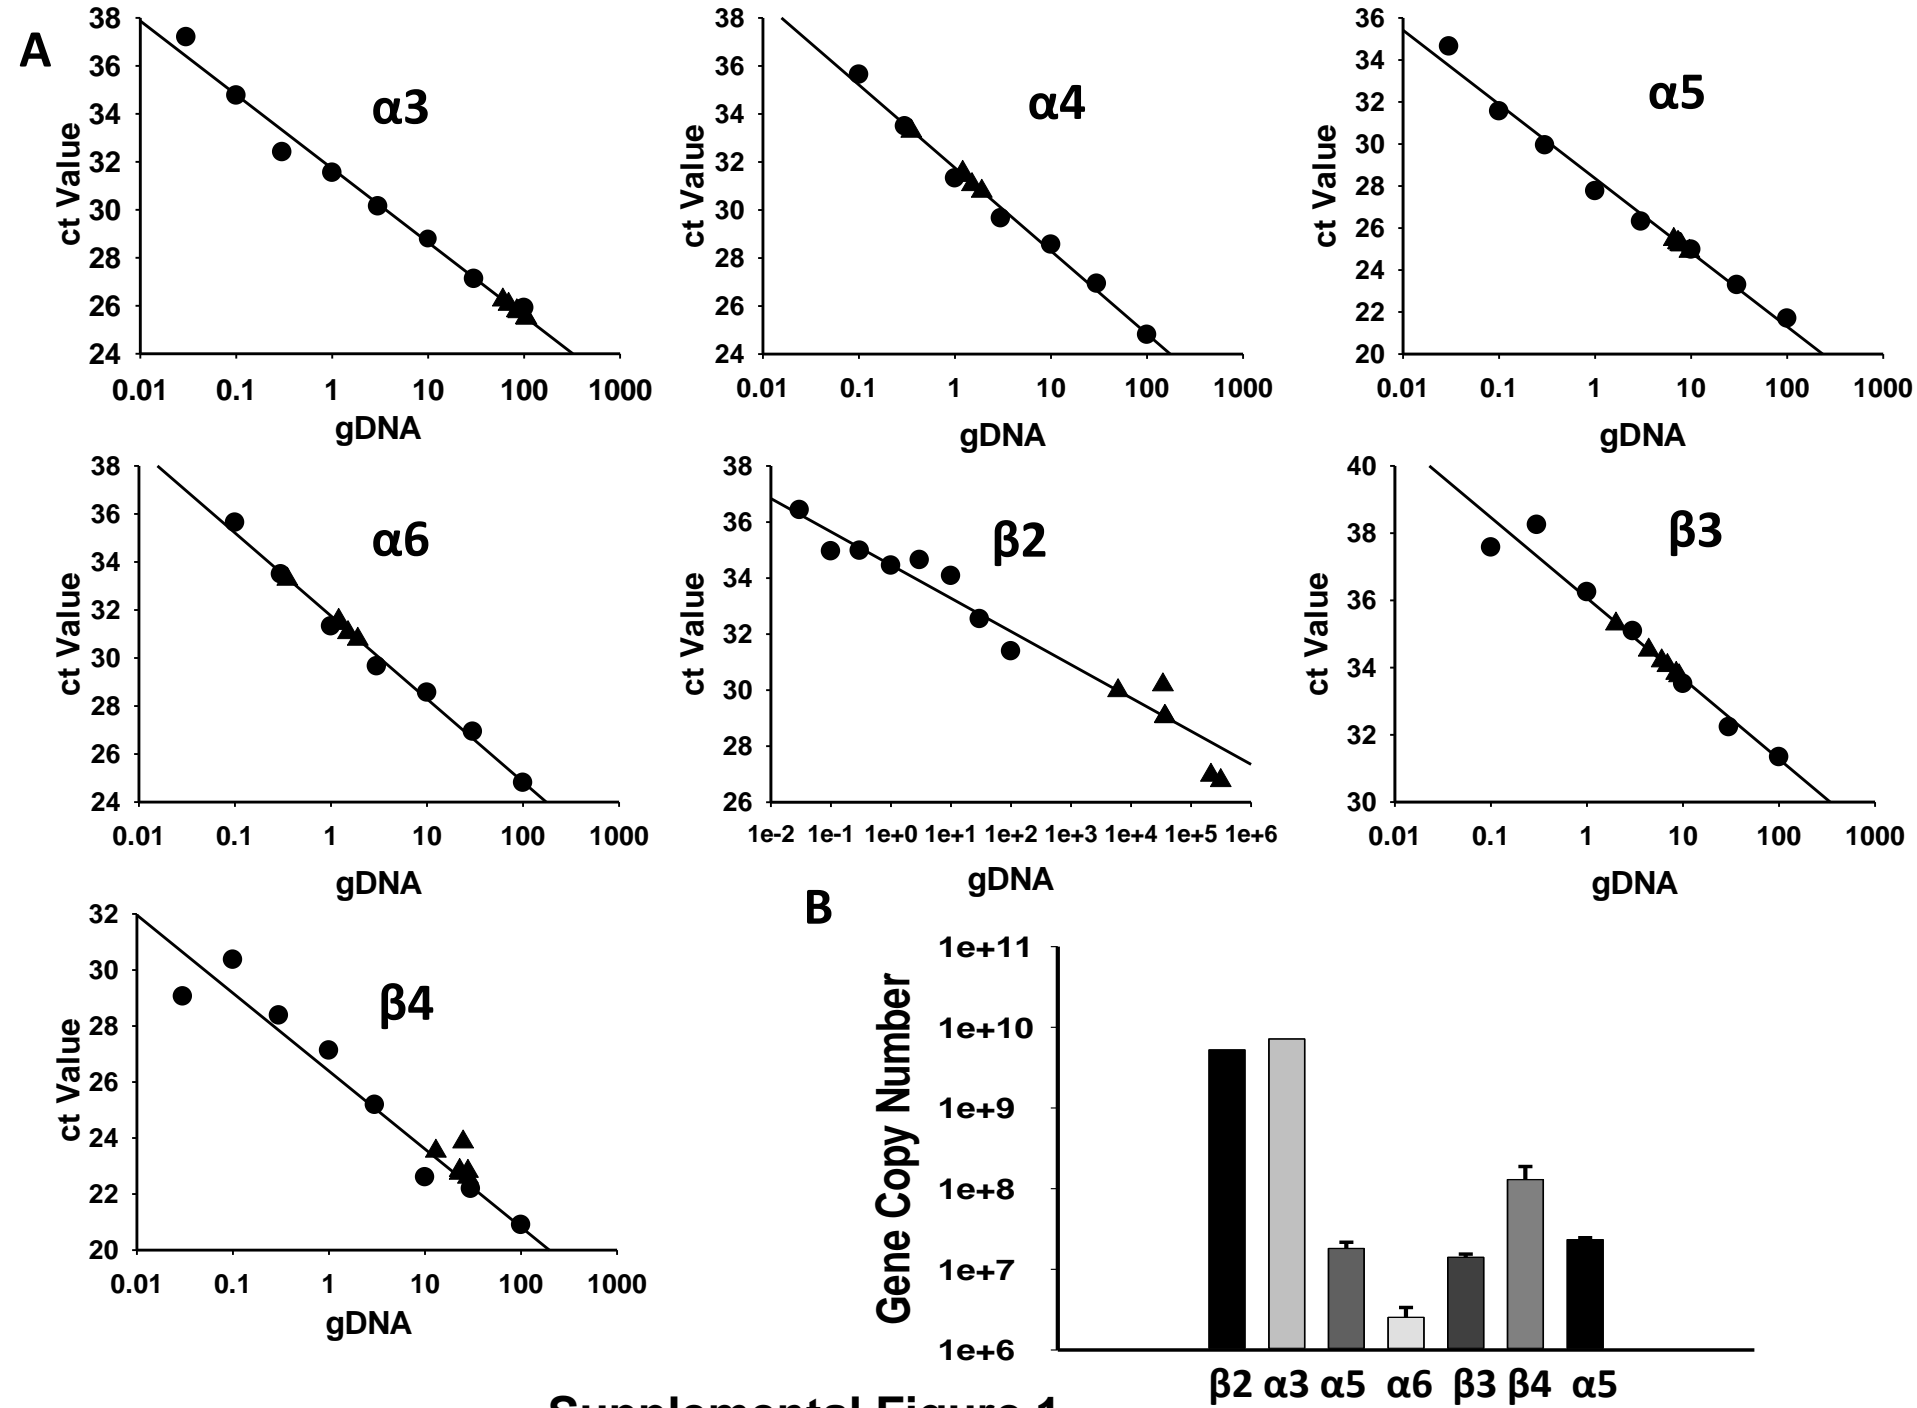 A
38
36
34
32
30
28
26
24
ct Value
α3
0.01 0.1 1 10 100 1000
gDNA
38
36
34
32
30
28
26
24
ct Value
α4
0.01 0.1 1 10 100 1000
gDNA
36
34
32
30
28
26
24
22
20
ct Value
α5
0.01 0.1 1 10 100 1000
gDNA
38
36
34
32
30
28
26
24
ct Value
α6
0.01 0.1 1 10 100 1000
gDNA
38
36
34
32
30
28
26
ct Value
β2
1e-2 1e-1 1e+0 1e+1 1e+2 1e+3 1e+4 1e+5 1e+6
gDNA
40
38
36
34
32
30
ct Value
β3
0.01 0.1 1 10 100 1000
gDNA
32
30
28
26
24
22
20
ct Value
β4
0.01 0.1 1 10 100 1000
gDNA
B
1e+11
1e+10
1e+9
1e+8
1e+7
1e+6
Gene Copy Number
β2 α3 α5 α6 β3 β4 α5
Supplemental Figure 1